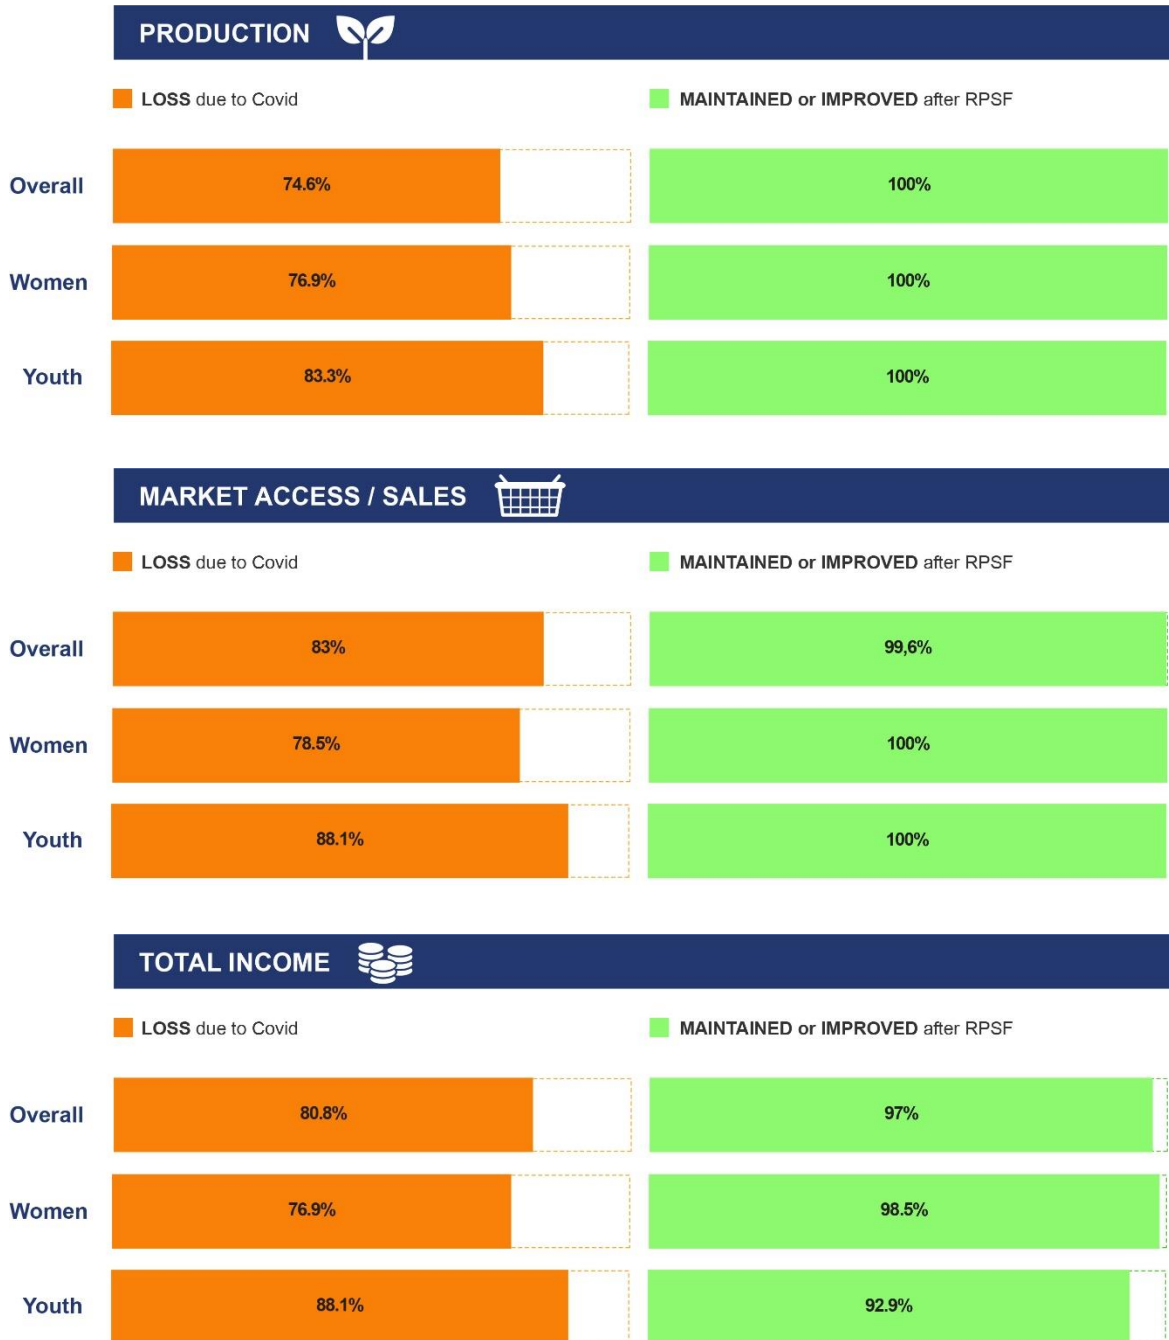 PRODUCTION
LOSS due to Covid
MAINTAINED or IMPROVED after RPSF
Overall 74.6% 100%
Women 76.9% 100%
Youth 83.3% 100%
MARKET ACCESS / SALES
LOSS due to Covid
MAINTAINED or IMPROVED after RPSF
Overall 83% 99,6%
Women 78.5% 100%
Youth 88.1% 100%
TOTAL INCOME
LOSS due to Covid
MAINTAINED or IMPROVED after RPSF
Overall 80.8% 97%
Women 76.9% 98.5%
Youth 88.1% 92.9%